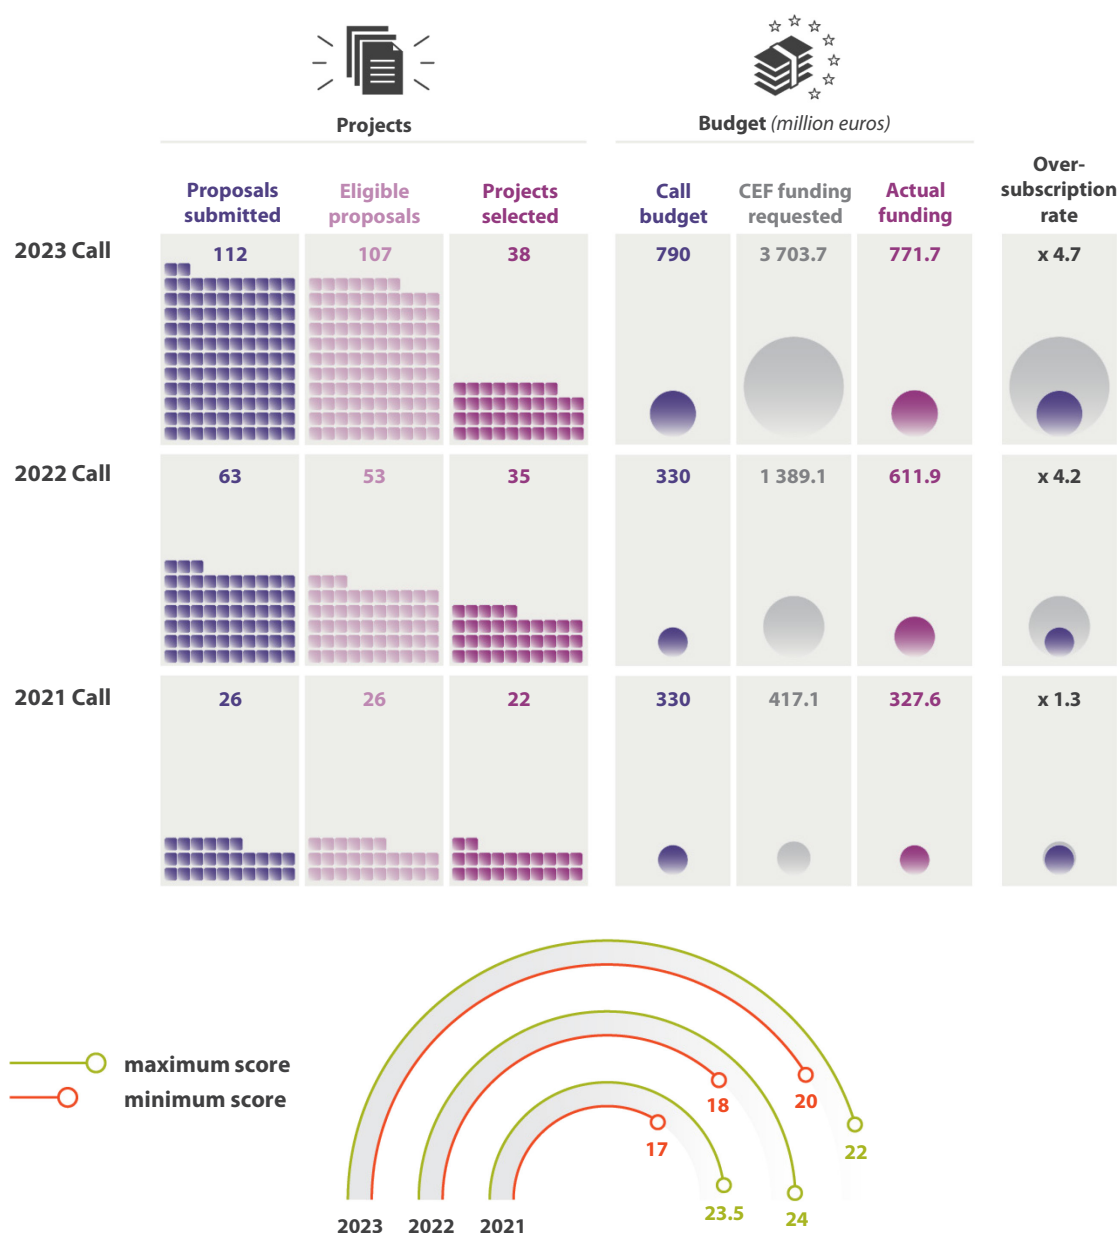 Projects
Budget (million euros)
Proposals submitted
Eligible proposals
Projects selected
Call budget
CEF funding requested
Actual funding
Over-subscription rate
2023 Call
112
107
38
790
3 703.7
771.7
x 4.7
2022 Call
63
53
35
330
1 389.1
611.9
x 4.2
2021 Call
26
26
22
330
417.1
327.6
x 1.3
maximum score
minimum score
18
20
17
22
23.5
24
2023
2022
2021